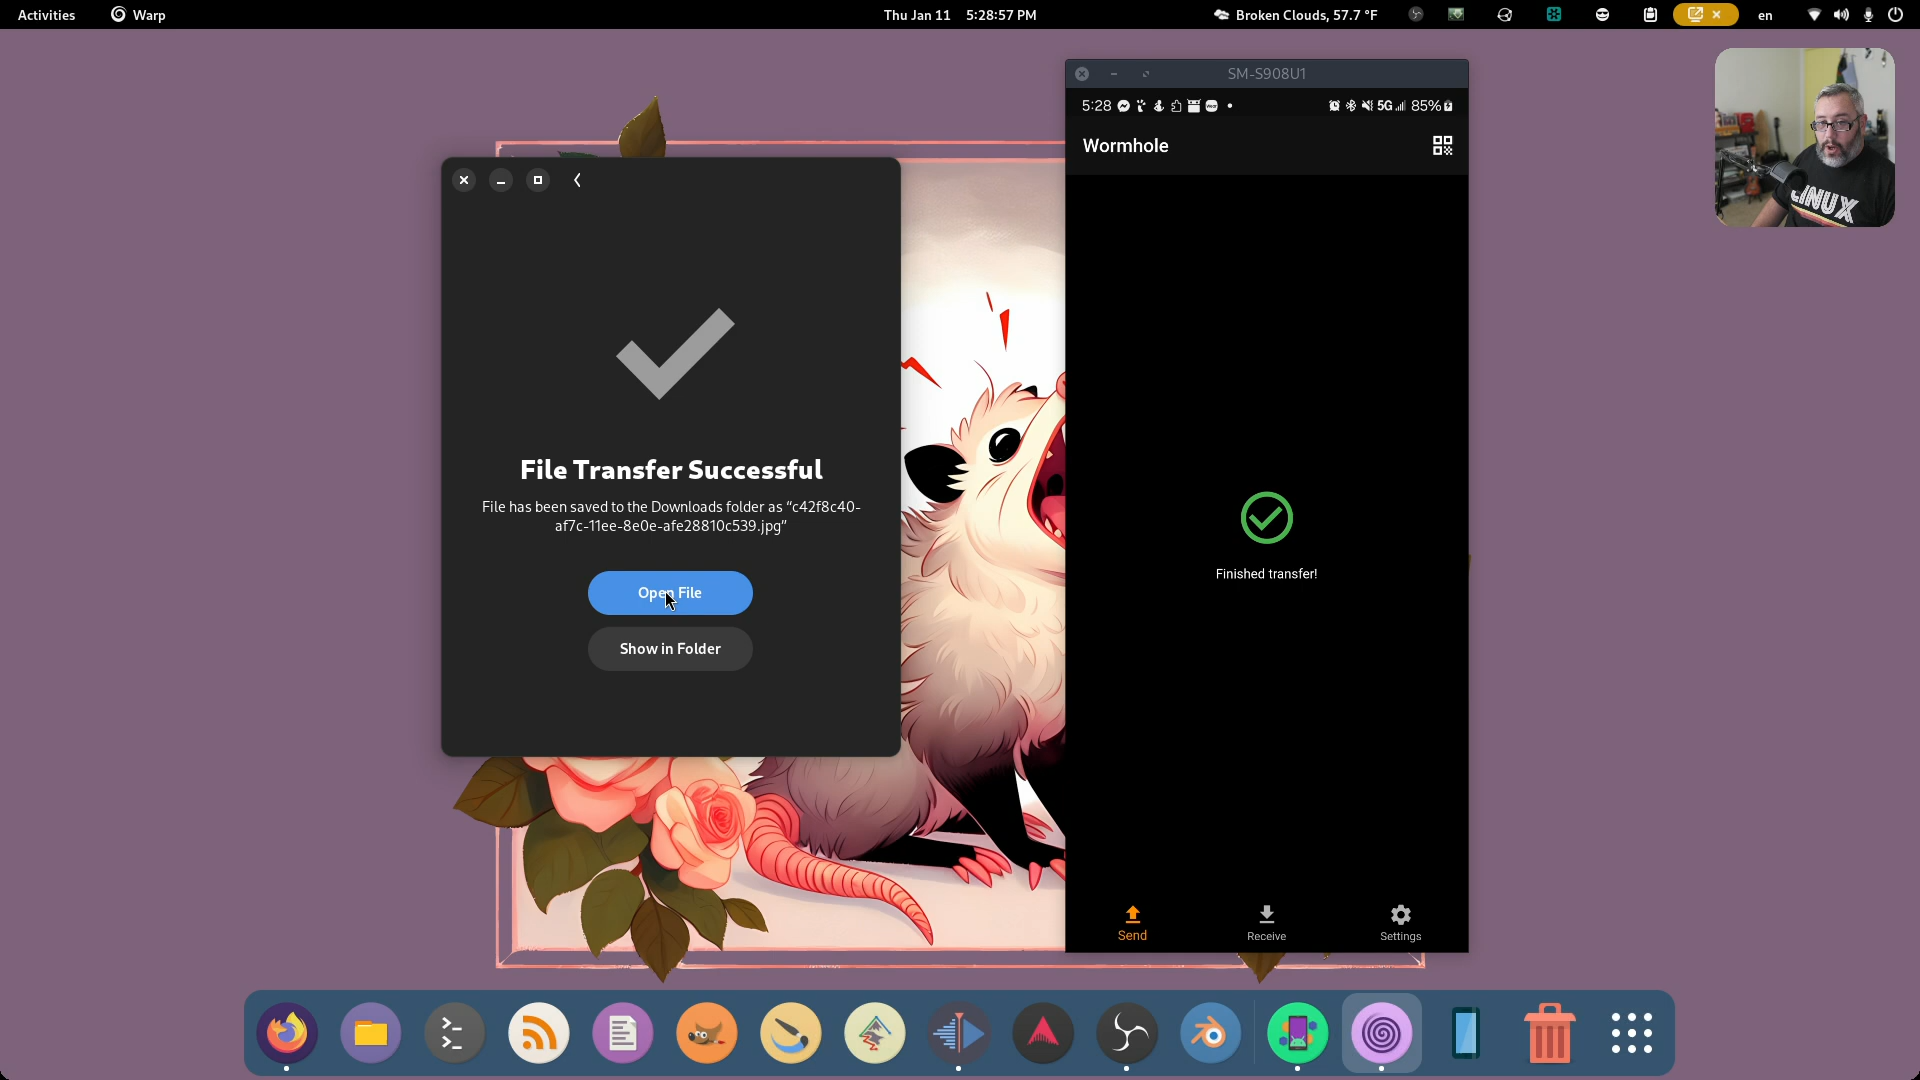 Activities
Warp
Thu Jan 11 5:28:57 PM
Broken Clouds, 57.7 °F
en
SM-S908U1
5:28
5G
85%
Wormhole
File Transfer Successful
File has been saved to the Downloads folder as “c42f8c40-
af7c-11ee-8e0e-afe28810c539.jpg”
Open File
Show in Folder
Finished transfer!
Send
Receive
Settings
LINUX